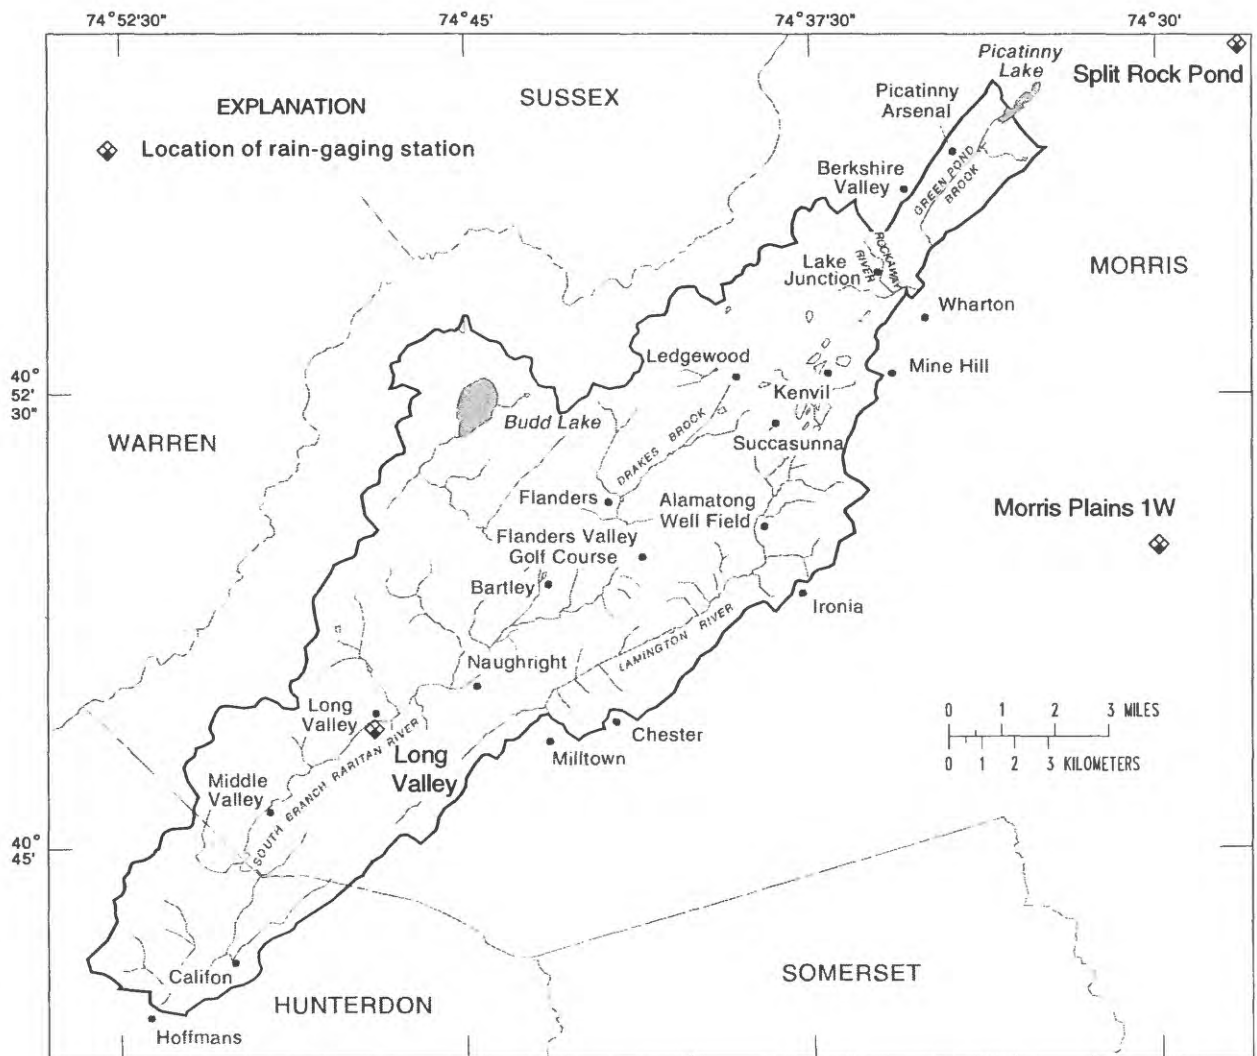 74°52'30"
74°45'
74°37'30"
74°30'
Picatinny
Lake
Split Rock Pond
EXPLANATION
Location of rain-gaging station
SUSSEX
Picatinny
Arsenal
Berkshire
Valley
GREEN POND
BROOK
ROCKAWAY
RIVER
Lake
Junction
MORRIS
Wharton
Ledgewood
Mine Hill
40°
52'
30"
Kenvil
Budd Lake
DRAKES BROOK
Succasunna
WARREN
Flanders
Alamatong
Well Field
Morris Plains 1W
Flanders Valley
Golf Course
Bartley
Ironia
LAMINGTON RIVER
Naughright
Long
Valley
Long
Valley
SOUTH BRANCH RARITAN RIVER
Chester
Milltown
0 1 2 3 MILES
0 1 2 3 KILOMETERS
Middle
Valley
40°
45'
Califon
HUNTERDON
SOMERSET
Hoffmans